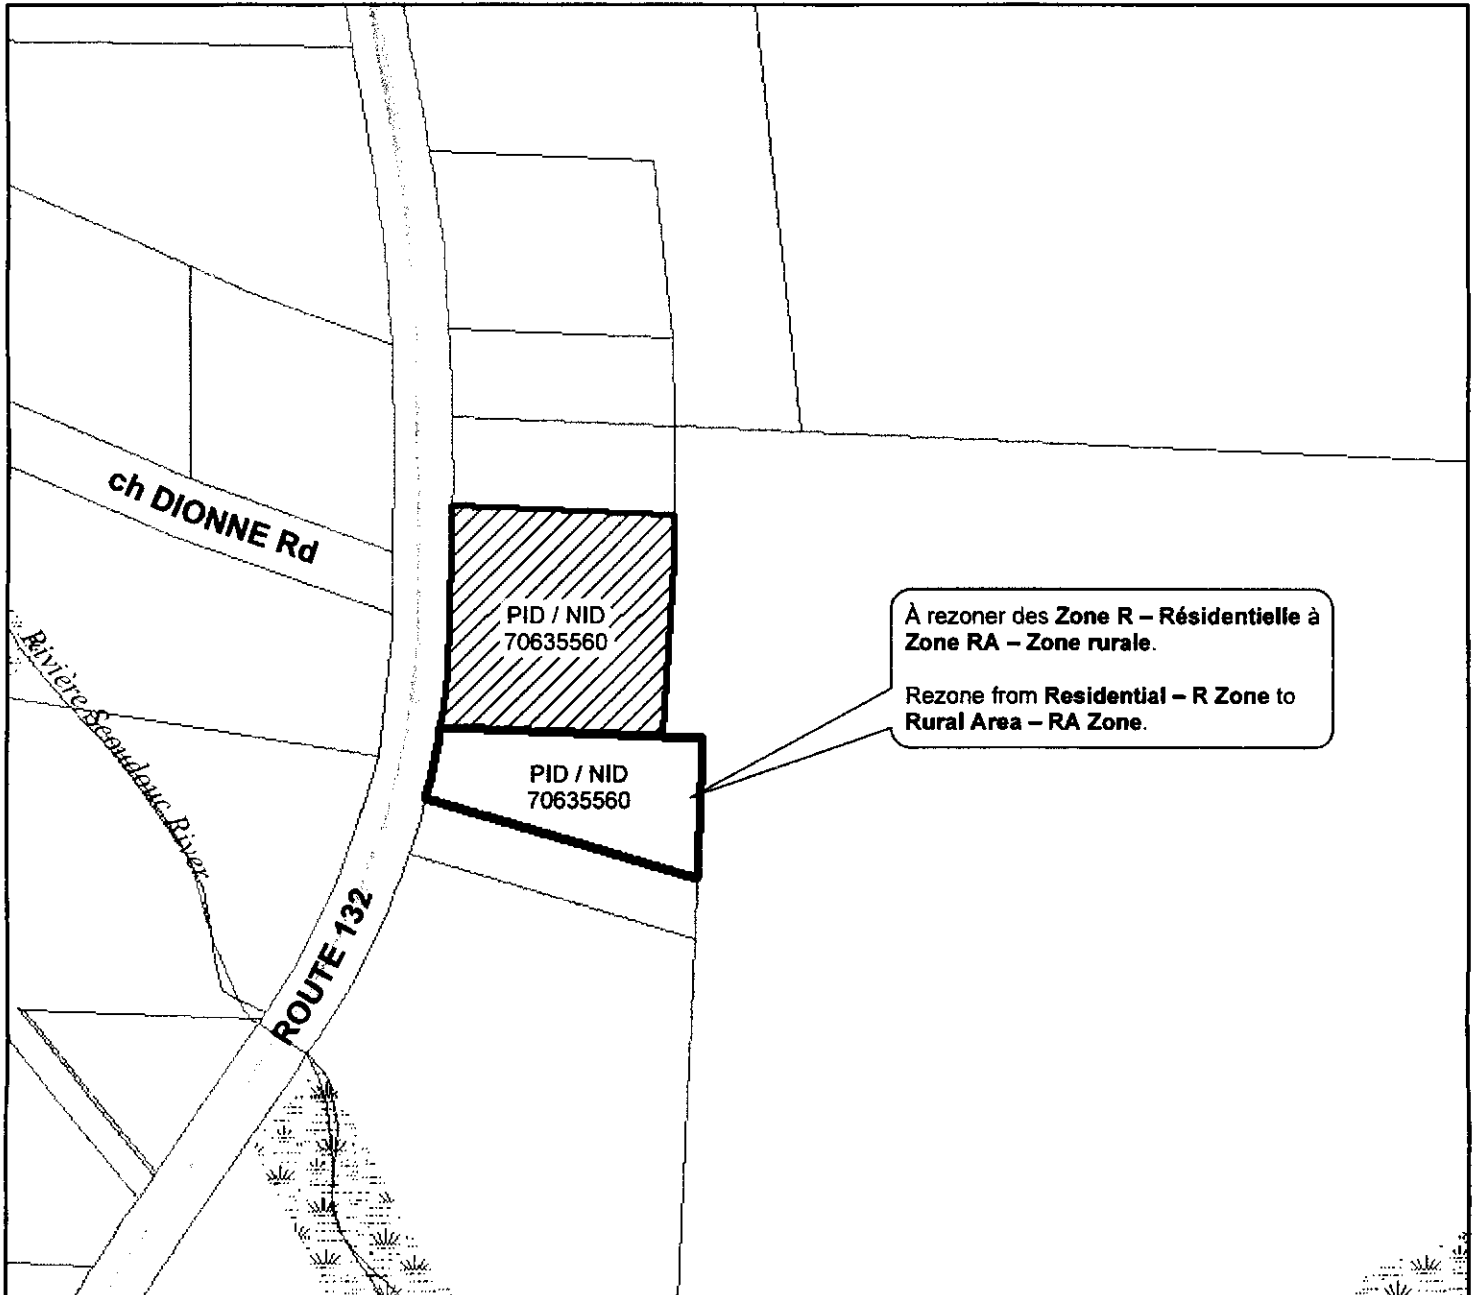 ch DIONNE Rd
PID / NID
70635560
À rezoner des Zone R – Résidentielle à
Zone RA – Zone rurale.
Rezone from Residential – R Zone to
Rural Area – RA Zone.
Rivière Scoudouc River
PID / NID
70635560
ROUTE 132